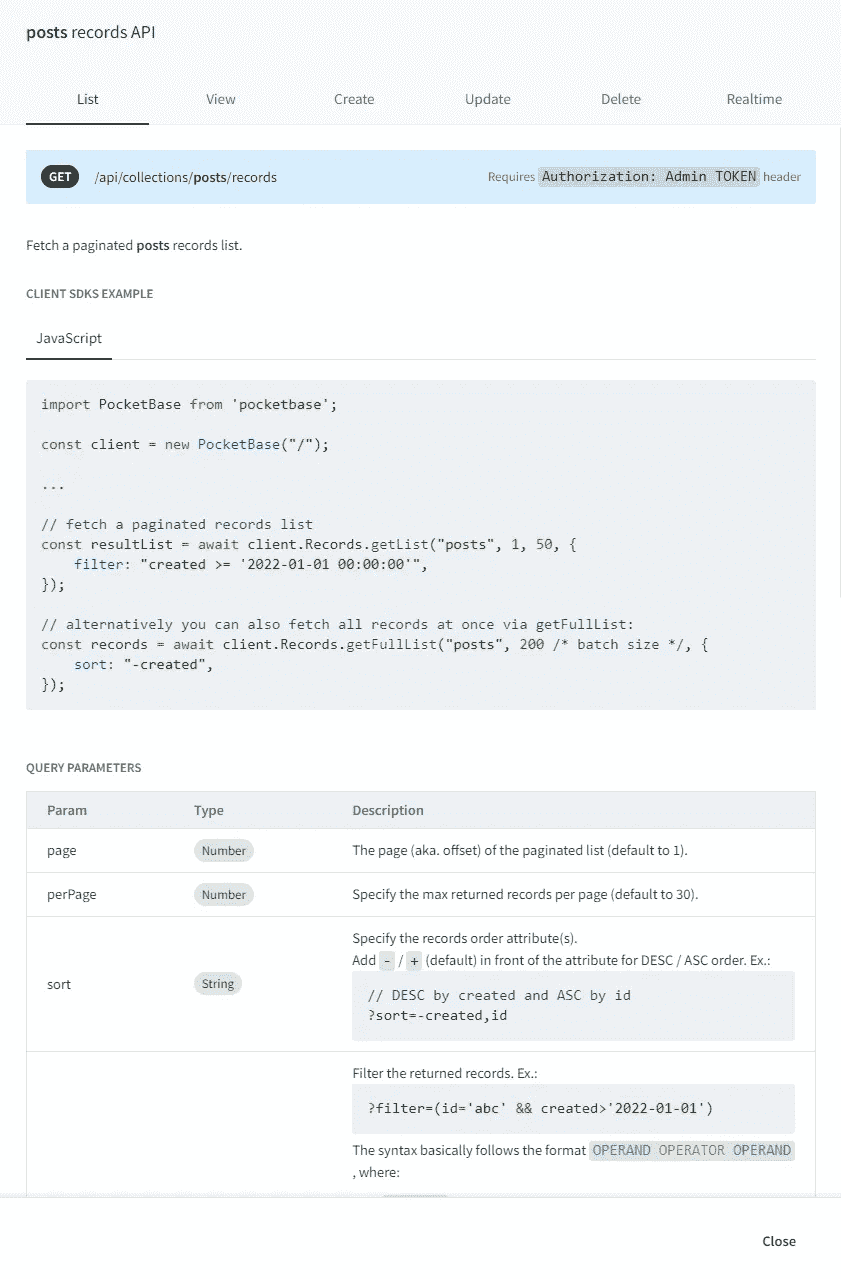 posts records API
List View Create Update Delete Realtime
GET /api/collections/posts/records Requires Authorization: Admin TOKEN header
Fetch a paginated posts records list.
CLIENT SDKS EXAMPLE
JavaScript
import PocketBase from 'pocketbase';
const client = new PocketBase("/");
...
// fetch a paginated records list
const resultList = await client.Records.getList("posts", 1, 50, {
    filter: "created >= '2022-01-01 00:00:00'",
});
// alternatively you can also fetch all records at once via getFullList:
const records = await client.Records.getFullList("posts", 200 /* batch size */, {
    sort: "-created",
});
QUERY PARAMETERS
Param Type Description
page Number The page (aka. offset) of the paginated list (default to 1).
perPage Number Specify the max returned records per page (default to 30).
Specify the records order attribute(s).
Add - / + (default) in front of the attribute for DESC / ASC order. Ex.:
sort String
// DESC by created and ASC by id
?sort=-created,id
Filter the returned records. Ex.:
?filter=(id='abc' && created>'2022-01-01')
The syntax basically follows the format OPERAND OPERATOR OPERAND
, where:
Close